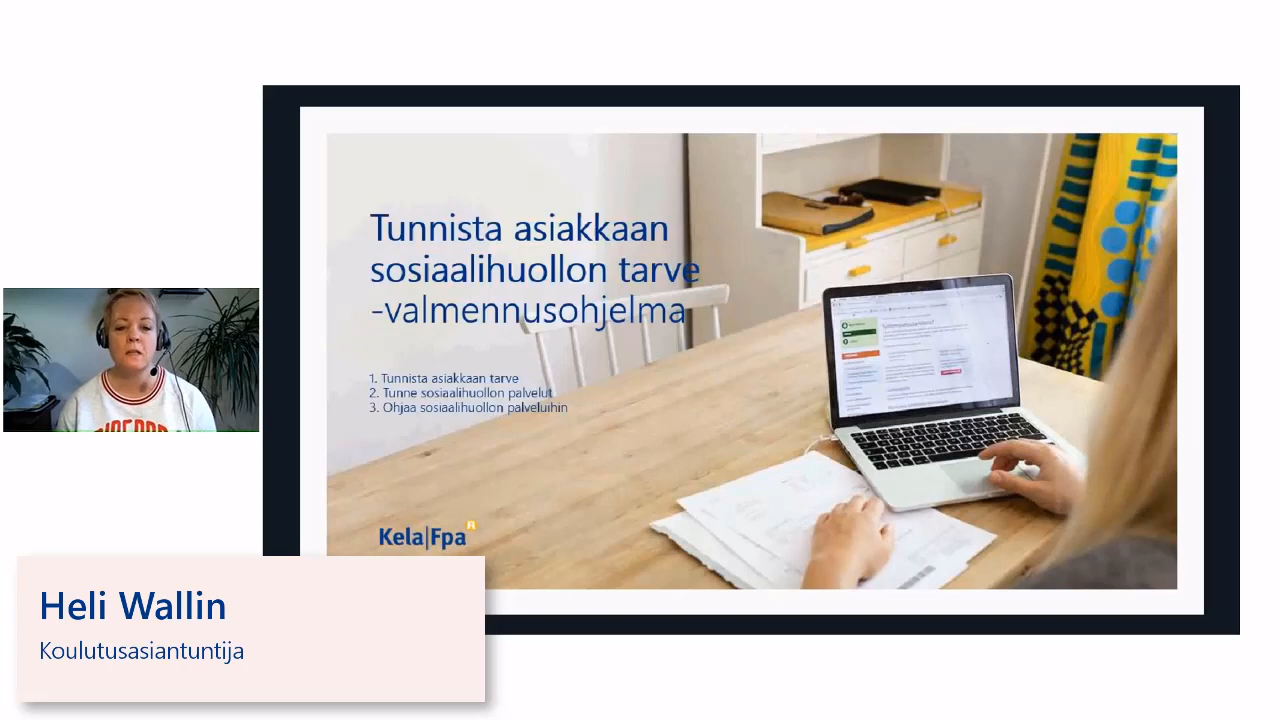 Tunnista asiakkaan
sosiaalihuollon tarve
-valmennusohjelma
1. Tunnista asiakkaan tarve
2. Tunne sosiaalihuollon palvelut
3. Ohjaa sosiaalihuollon palveluihin
Kela|Fpa
Heli Wallin
Koulutusasiantuntija